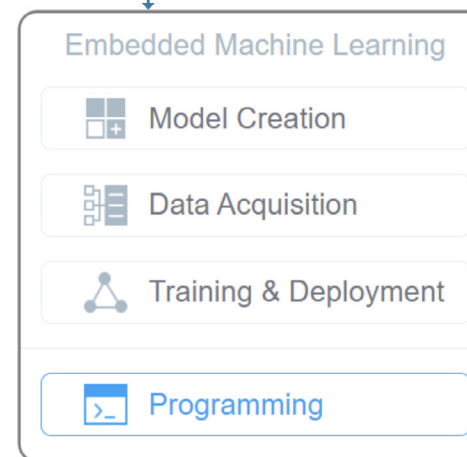 Embedded Machine Learning
Model Creation
Data Acquisition
Training & Deployment
Programming